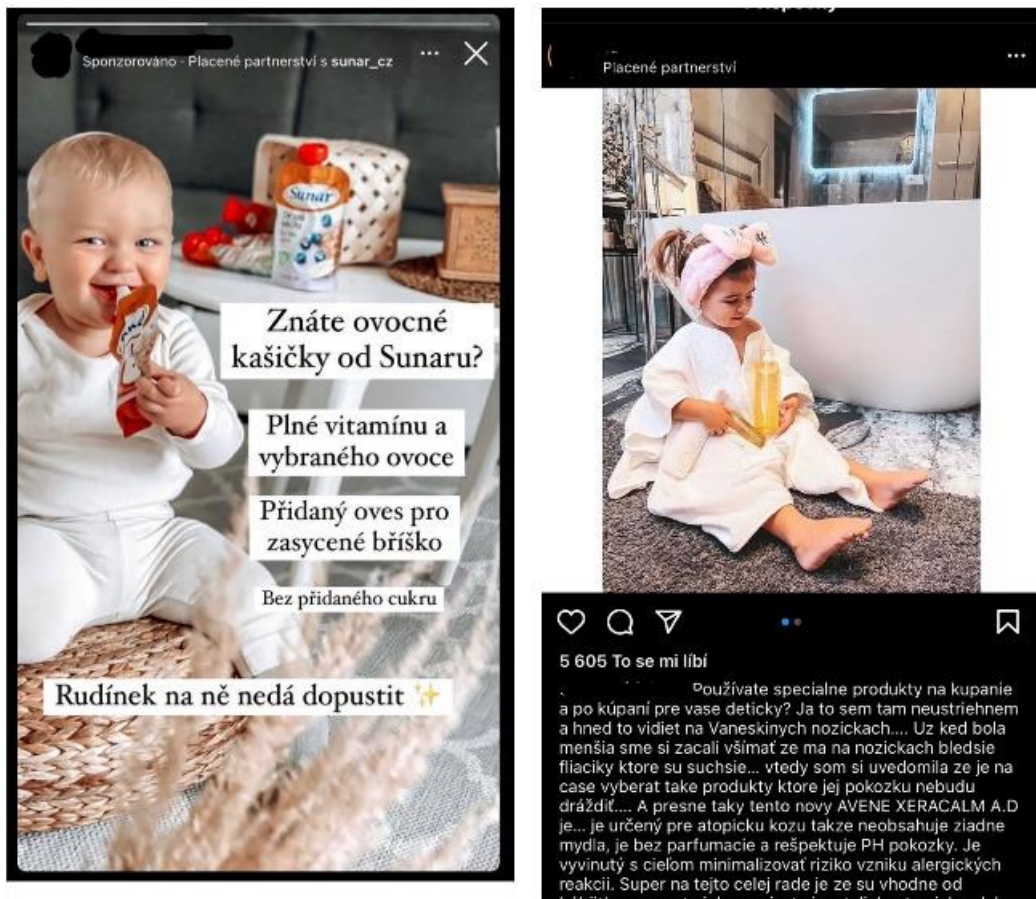 Sponzorováno · Placené partnerství s sunar_cz
Sunar
Znáte ovocné
kašičky od Sunaru?
Plné vitamínu a
vybraného ovoce
Přidaný oves pro
zasycené bříško
Bez přidaného cukru
Rudínek na ně nedá dopustit ✨
Placené partnerství
5 605 To se mi líbí
Používate specialne produkty na kupanie
a po kúpaní pre vase deticky? Ja to sem tam neustriehnem
a hned to vidiet na Vaneskinych nozickach.... Uz ked bola
menšia sme si zacali všímať ze ma na nozickach bledsie
fliaciky ktore su suchsie... vtedy som si uvedomila ze je na
case vyberat take produkty ktore jej pokozku nebudu
dráždiť.... A presne taky tento novy AVENE XERACALM A.D
je... je určený pre atopicku kozu takze neobsahuje ziadne
mydla, je bez parfumacie a rešpektuje PH pokozky. Je
vyvinutý s cieľom minimalizovať riziko vzniku alergických
reakcii. Super na tejto celej rade je ze su vhodne od